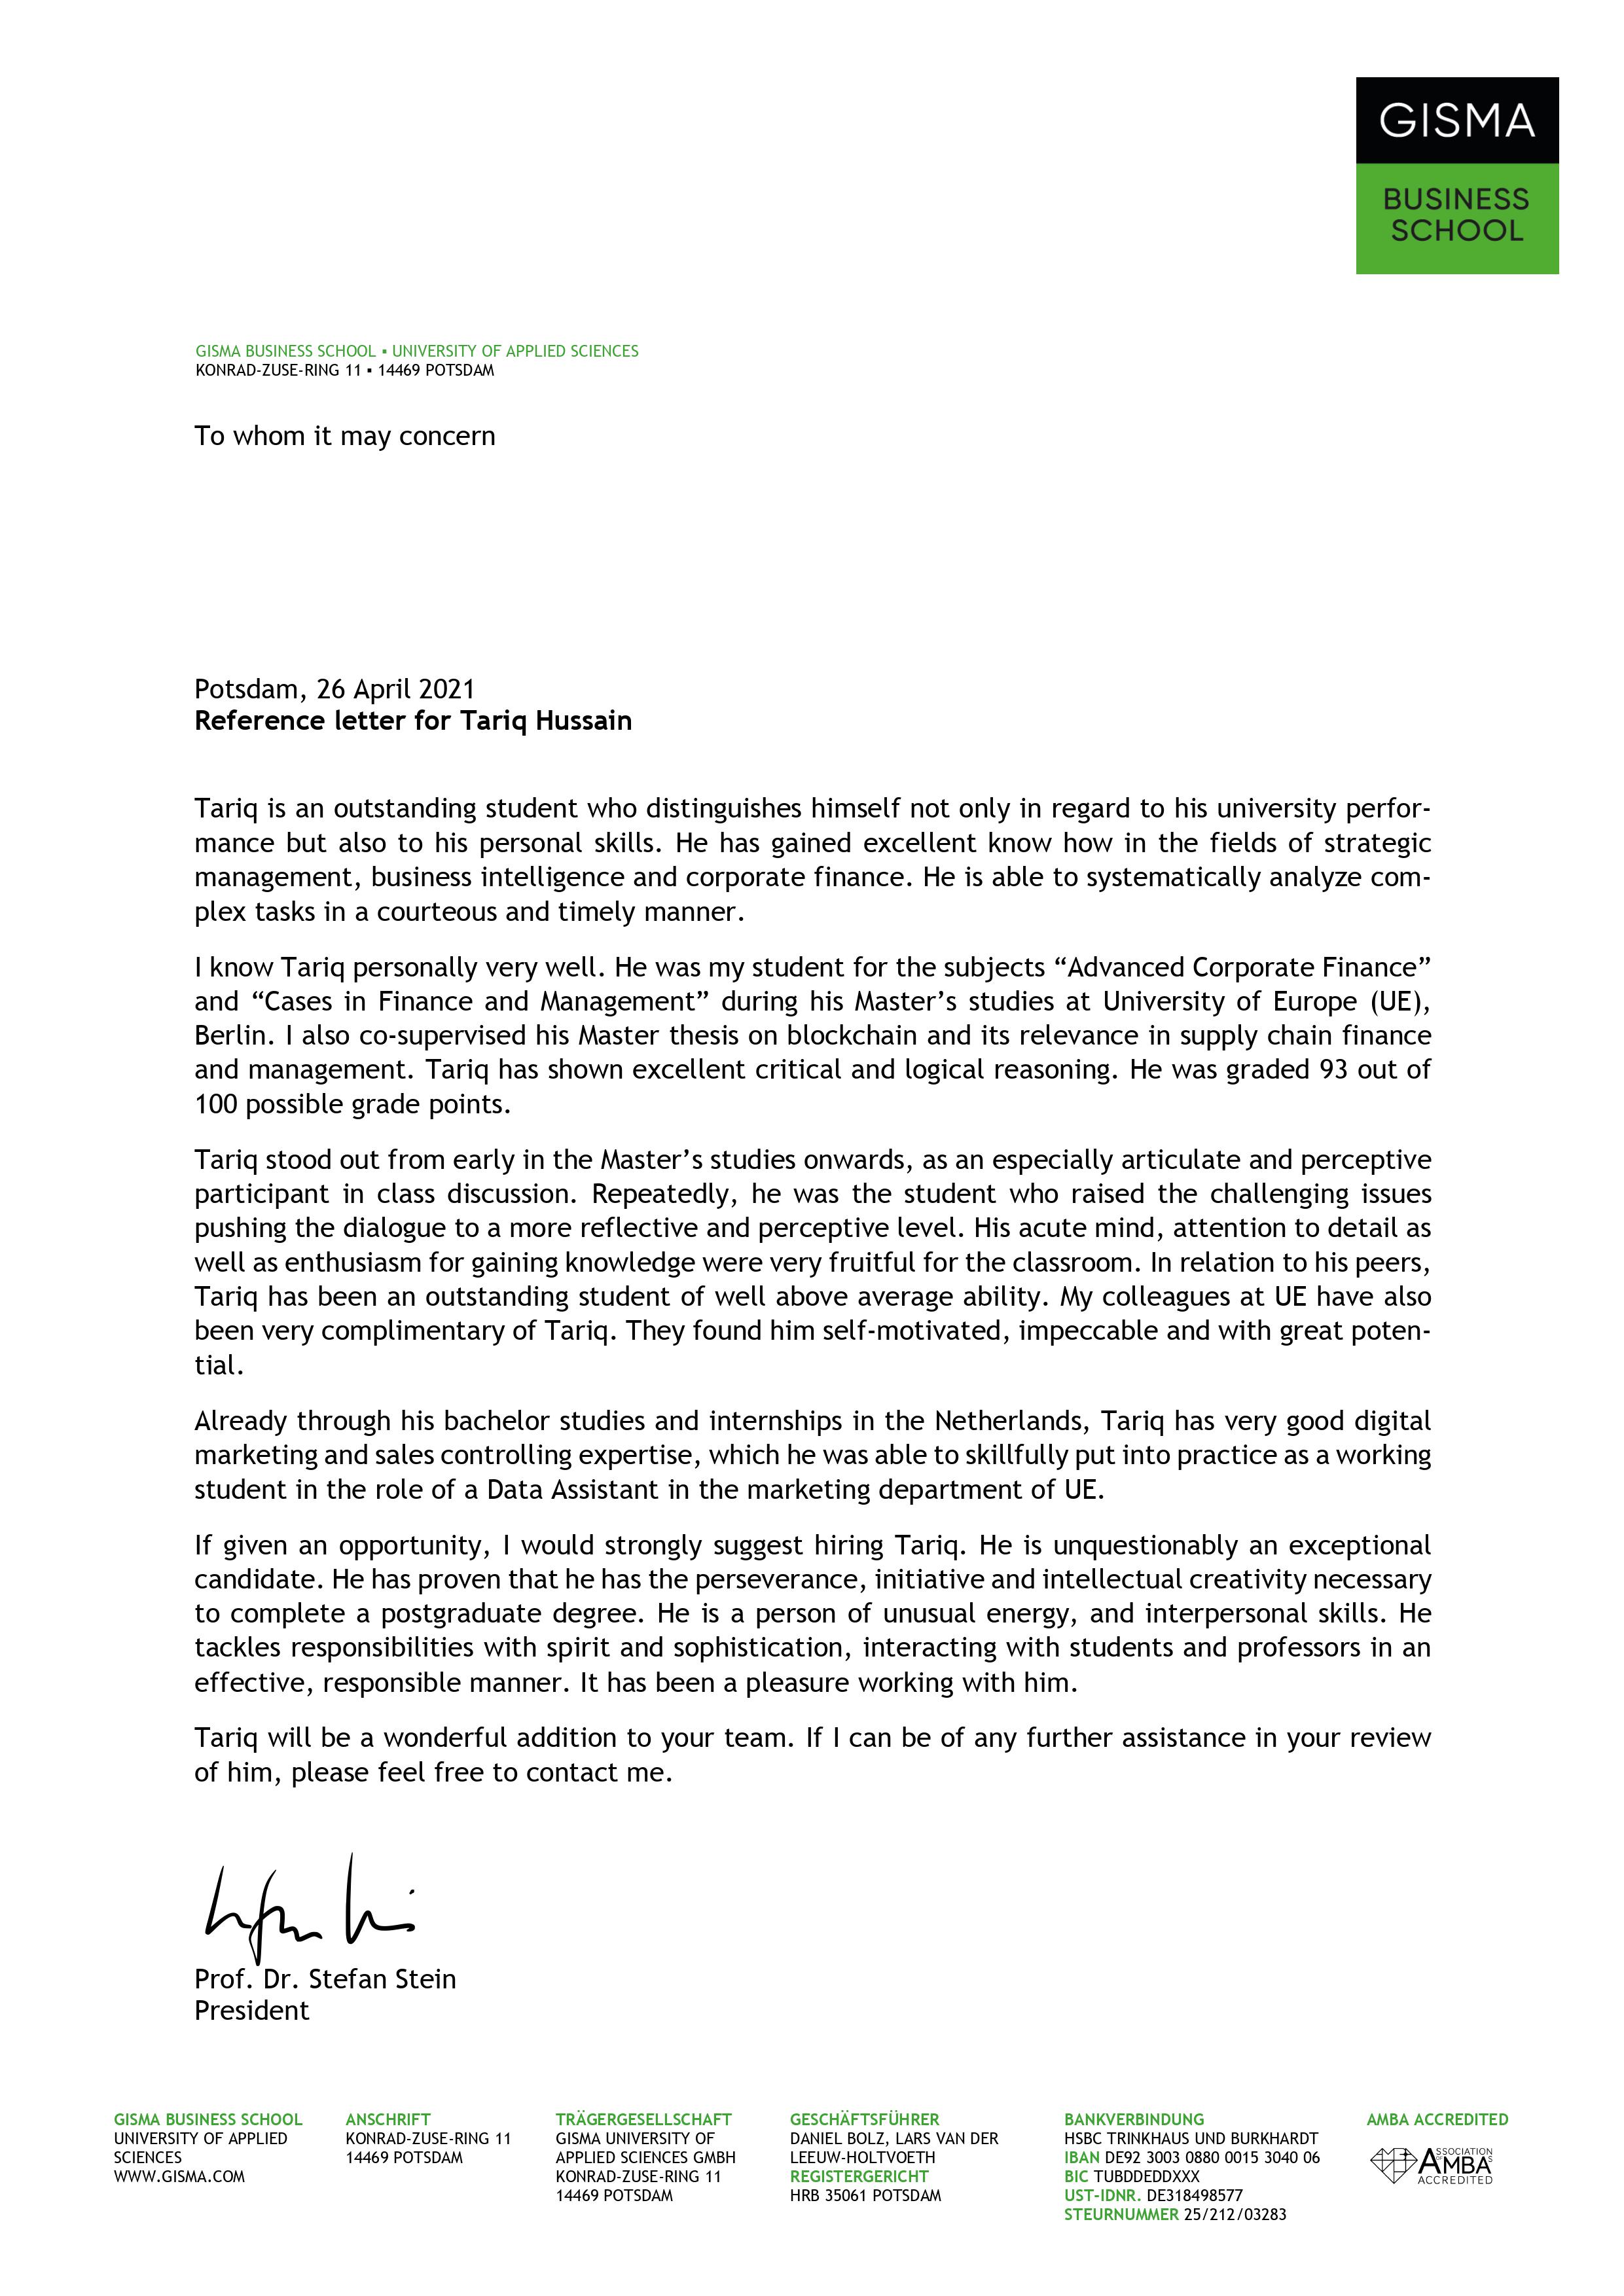 GISMA
BUSINESS
SCHOOL
GISMA BUSINESS SCHOOL ▪ UNIVERSITY OF APPLIED SCIENCES
KONRAD-ZUSE-RING 11 ▪ 14469 POTSDAM
To whom it may concern
Potsdam, 26 April 2021
Reference letter for Tariq Hussain
Tariq is an outstanding student who distinguishes himself not only in regard to his university perfor-
mance but also to his personal skills. He has gained excellent know how in the fields of strategic
management, business intelligence and corporate finance. He is able to systematically analyze com-
plex tasks in a courteous and timely manner.
I know Tariq personally very well. He was my student for the subjects “Advanced Corporate Finance”
and “Cases in Finance and Management” during his Master’s studies at University of Europe (UE),
Berlin. I also co-supervised his Master thesis on blockchain and its relevance in supply chain finance
and management. Tariq has shown excellent critical and logical reasoning. He was graded 93 out of
100 possible grade points.
Tariq stood out from early in the Master’s studies onwards, as an especially articulate and perceptive
participant in class discussion. Repeatedly, he was the student who raised the challenging issues
pushing the dialogue to a more reflective and perceptive level. His acute mind, attention to detail as
well as enthusiasm for gaining knowledge were very fruitful for the classroom. In relation to his peers,
Tariq has been an outstanding student of well above average ability. My colleagues at UE have also
been very complimentary of Tariq. They found him self-motivated, impeccable and with great poten-
tial.
Already through his bachelor studies and internships in the Netherlands, Tariq has very good digital
marketing and sales controlling expertise, which he was able to skillfully put into practice as a working
student in the role of a Data Assistant in the marketing department of UE.
If given an opportunity, I would strongly suggest hiring Tariq. He is unquestionably an exceptional
candidate. He has proven that he has the perseverance, initiative and intellectual creativity necessary
to complete a postgraduate degree. He is a person of unusual energy, and interpersonal skills. He
tackles responsibilities with spirit and sophistication, interacting with students and professors in an
effective, responsible manner. It has been a pleasure working with him.
Tariq will be a wonderful addition to your team. If I can be of any further assistance in your review
of him, please feel free to contact me.
Prof. Dr. Stefan Stein
President
GISMA BUSINESS SCHOOL
UNIVERSITY OF APPLIED
SCIENCES
WWW.GISMA.COM
ANSCHRIFT
KONRAD-ZUSE-RING 11
14469 POTSDAM
TRÄGERGESELLSCHAFT
GISMA UNIVERSITY OF
APPLIED SCIENCES GMBH
KONRAD-ZUSE-RING 11
14469 POTSDAM
GESCHÄFTSFÜHRER
DANIEL BOLZ, LARS VAN DER
LEEUW-HOLTVOETH
REGISTERGERICHT
HRB 35061 POTSDAM
BANKVERBINDUNG
HSBC TRINKHAUS UND BURKHARDT
IBAN DE92 3003 0880 0015 3040 06
BIC TUBDDEDDXXX
UST-IDNR. DE318498577
STEURNUMMER 25/212/03283
AMBA ACCREDITED
ASSOCIATION
OF AMBAS
ACCREDITED